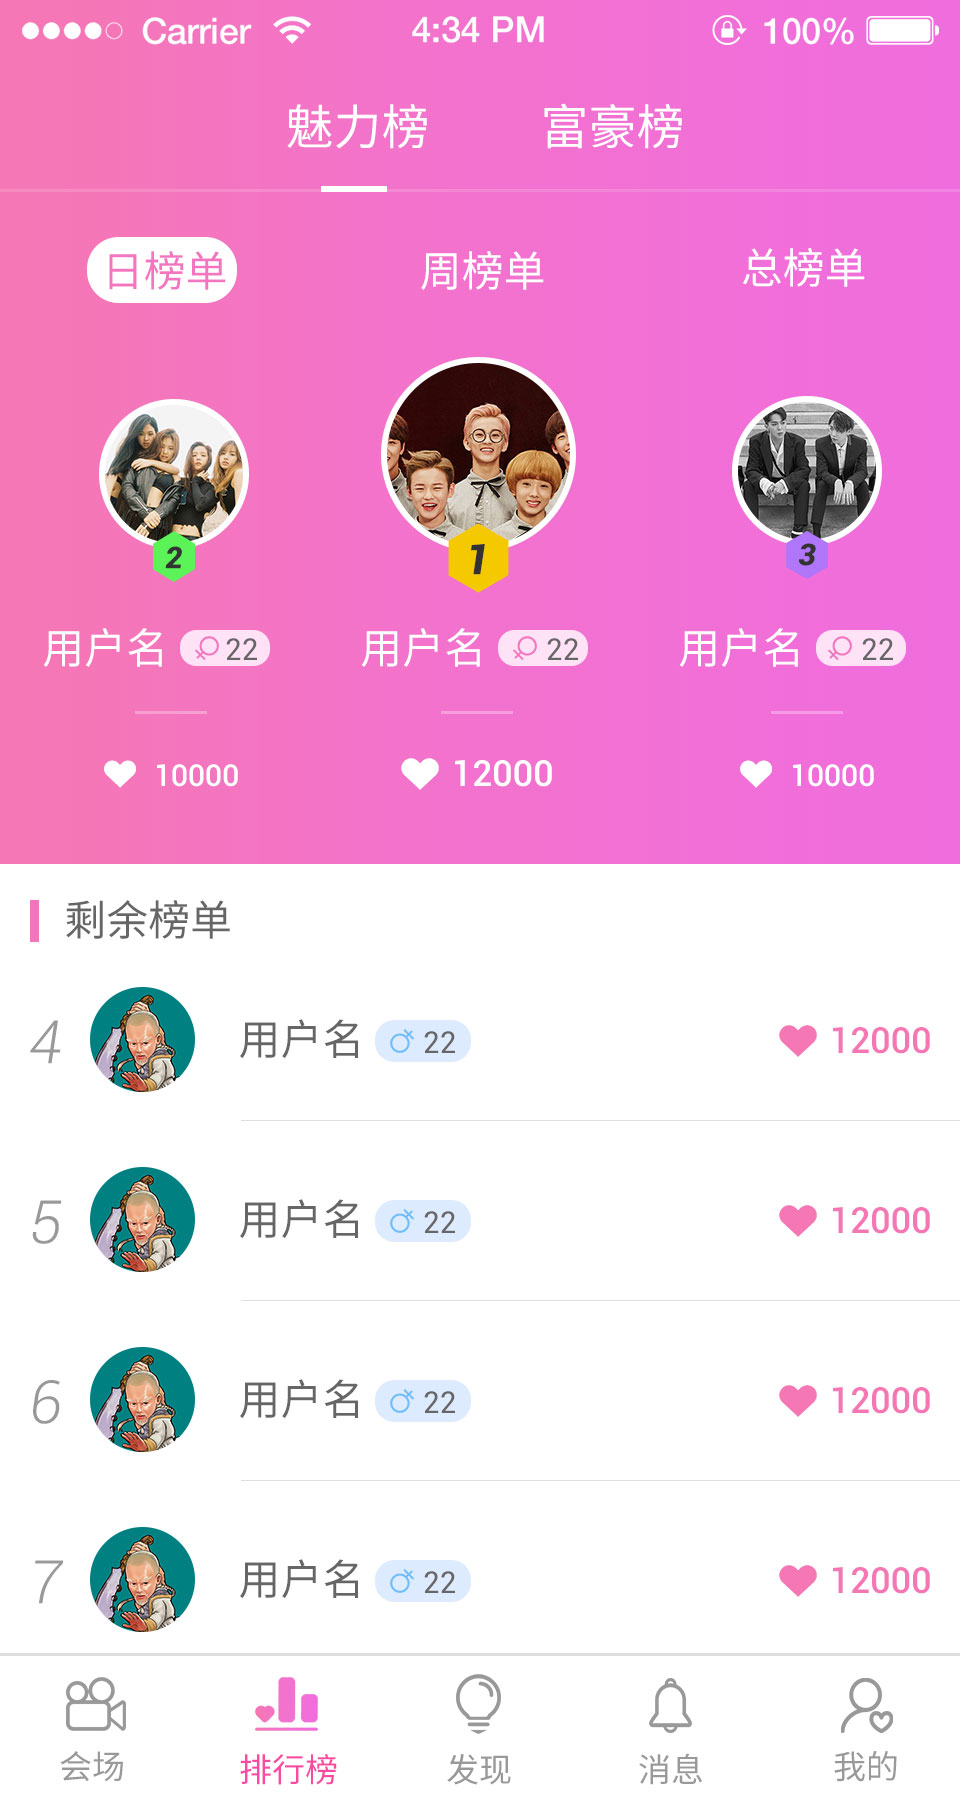 Carrier 4:34 PM 100%
魅力榜 富豪榜
日榜单 周榜单 总榜单
2 1 3
用户名 22 用户名 22 用户名 22
10000 12000 10000
剩余榜单
4 用户名 22 12000
5 用户名 22 12000
6 用户名 22 12000
7 用户名 22 12000
会场 排行榜 发现 消息 我的